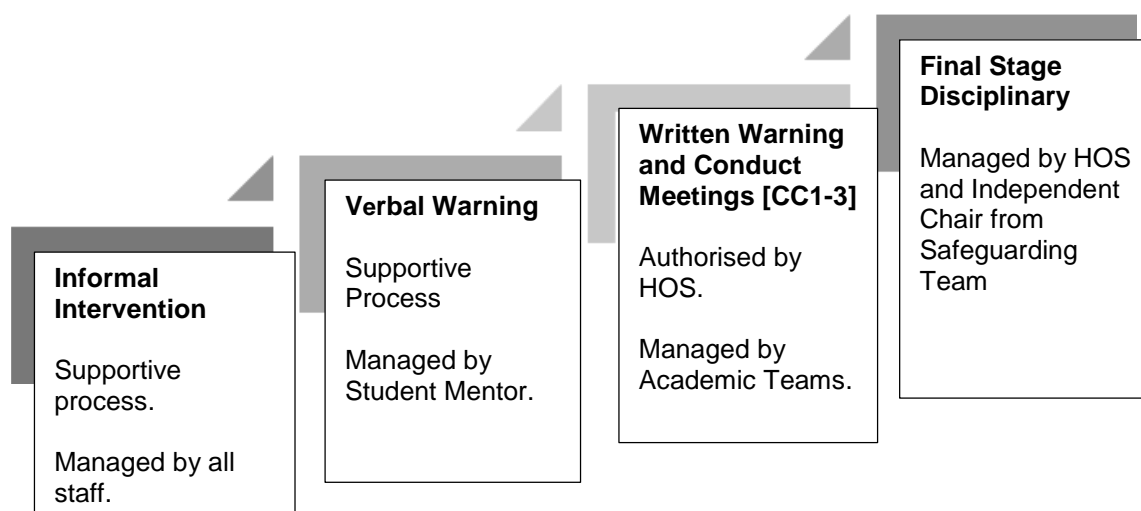 Informal
Intervention
Supportive
process.
Managed by all
staff.
Verbal Warning
Supportive
Process
Managed by
Student Mentor.
Written Warning
and Conduct
Meetings [CC1-3]
Authorised by
HOS.
Managed by
Academic Teams.
Final Stage
Disciplinary
Managed by HOS
and Independent
Chair from
Safeguarding
Team